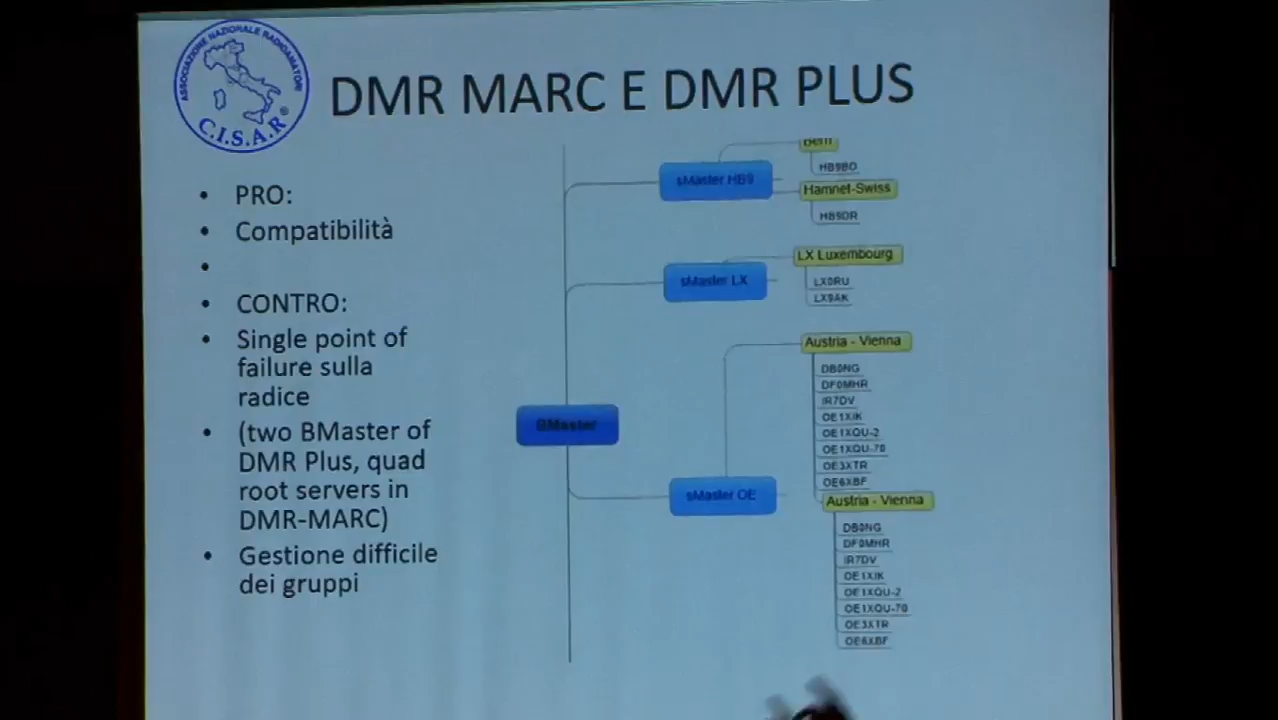 ASSOCIAZIONE NAZIONALE RADIOAMATORI
C.I.S.A.R
DMR MARC E DMR PLUS
• PRO:
• Compatibilità
•
• CONTRO:
• Single point of
failure sulla
radice
• (two BMaster of
DMR Plus, quad
root servers in
DMR-MARC)
• Gestione difficile
dei gruppi
BMaster
sMaster HB9
Bern
HB9BO
Hamnet-Swiss
HB9DR
sMaster LX
LX Luxembourg
LX0RU
LX9AK
sMaster OE
Austria - Vienna
DB0NG
DF0MHR
IR7DV
OE1XIK
OE1XQU-2
OE1XQU-70
OE3XTR
OE6XBF
Austria - Vienna
DB0NG
DF0MHR
IR7DV
OE1XIK
OE1XQU-2
OE1XQU-70
OE3XTR
OE6XBF